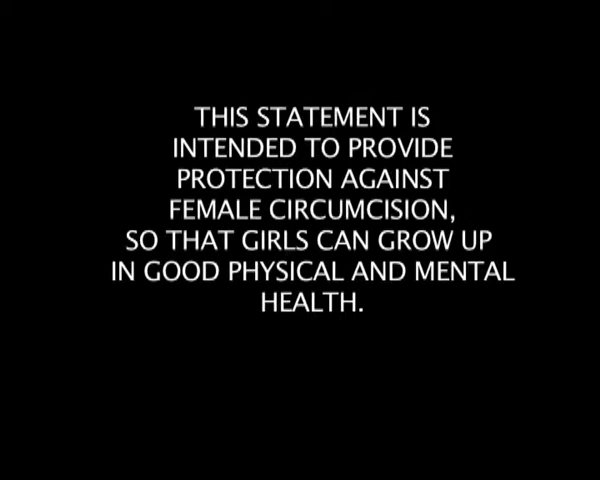 THIS STATEMENT IS
INTENDED TO PROVIDE
PROTECTION AGAINST
FEMALE CIRCUMCISION,
SO THAT GIRLS CAN GROW UP
IN GOOD PHYSICAL AND MENTAL
HEALTH.